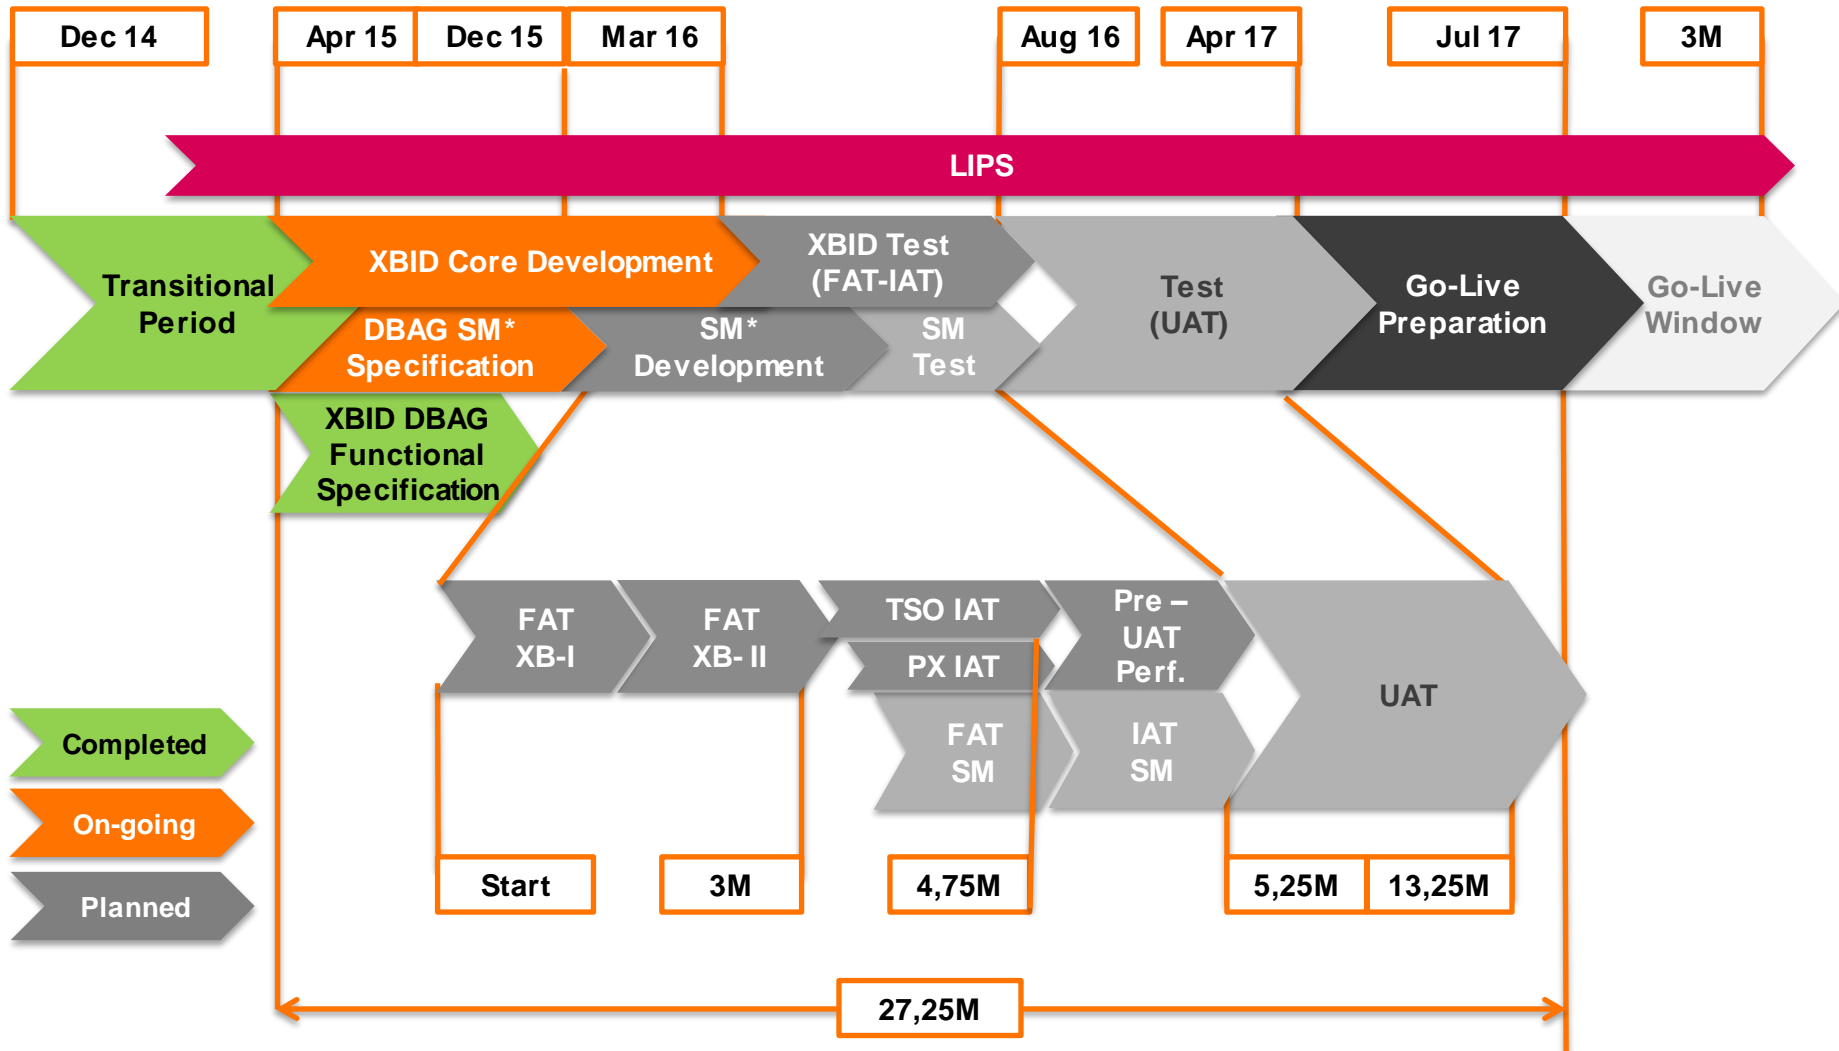 Dec 14
Apr 15
Dec 15
Mar 16
Aug 16
Apr 17
Jul 17
3M
LIPS
Transitional
Period
XBID Core Development
XBID Test
(FAT-IAT)
DBAG SM*
Specification
SM*
Development
SM
Test
Test
(UAT)
Go-Live
Preparation
Go-Live
Window
XBID DBAG
Functional
Specification
FAT
XB-I
FAT
XB- II
TSO IAT
PX IAT
Pre –
UAT
Perf.
FAT
SM
IAT
SM
UAT
Completed
On-going
Planned
Start
3M
4,75M
5,25M
13,25M
27,25M